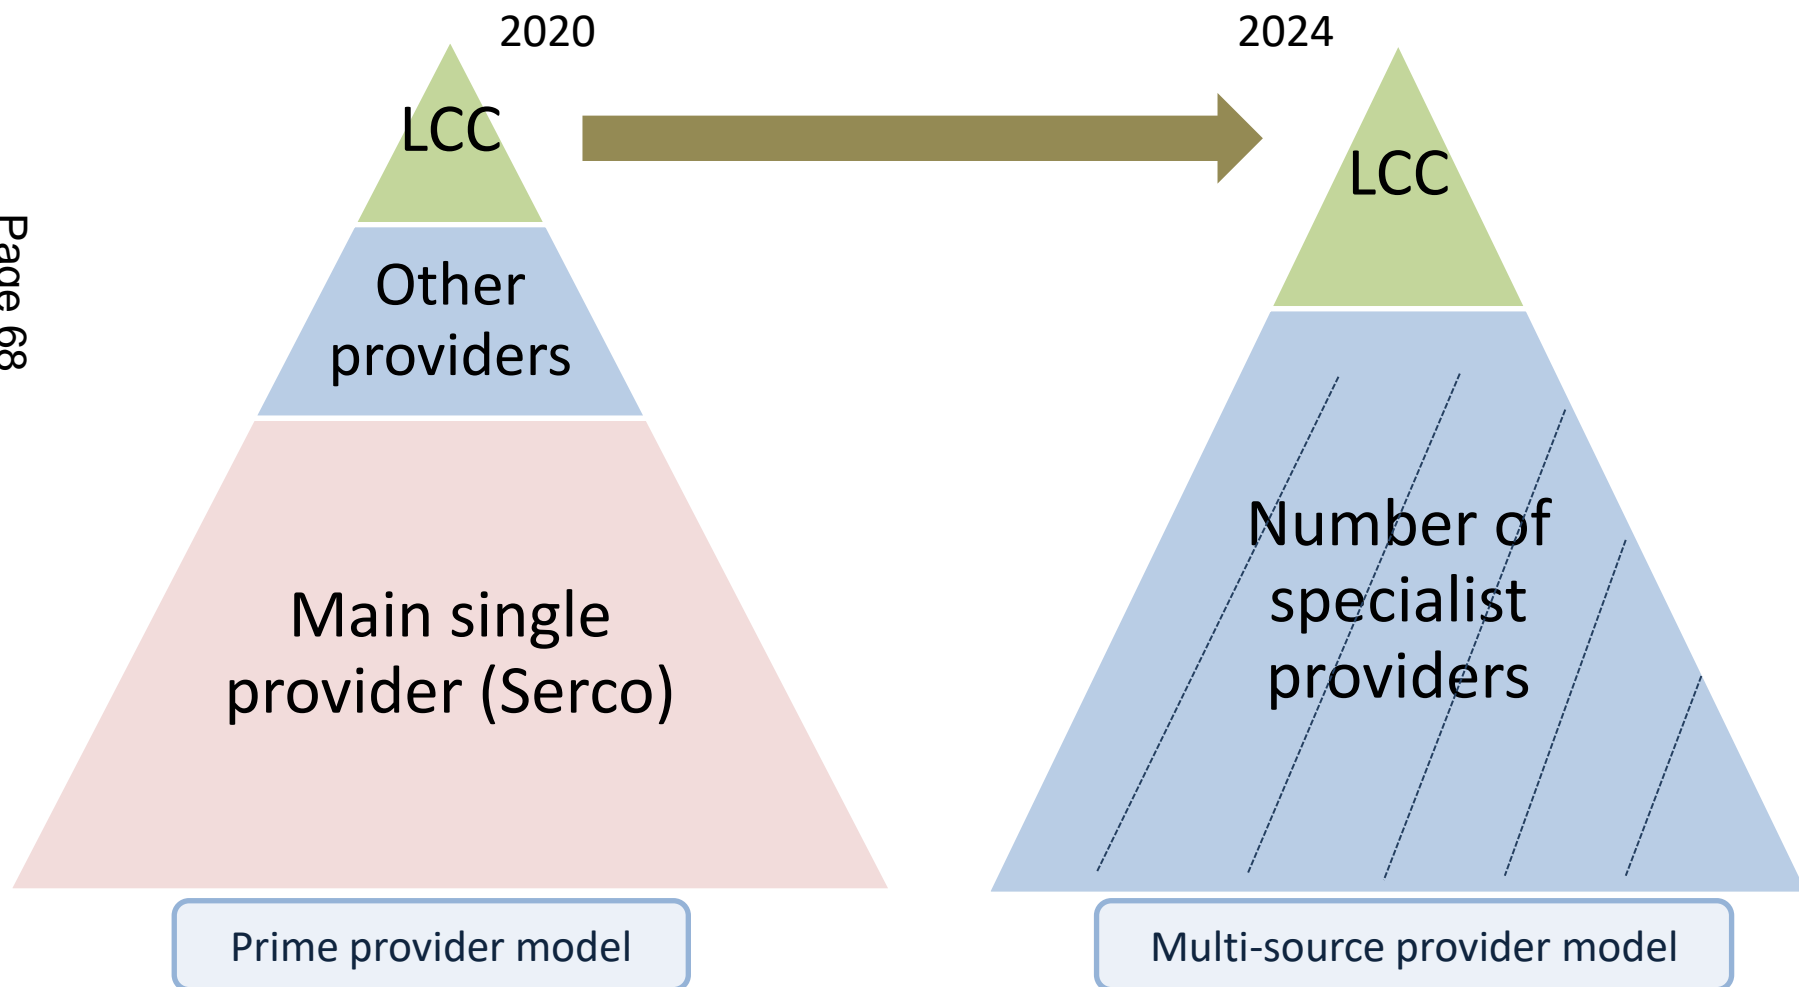 2020
2024
LCC
LCC
Other
providers
Main single
provider (Serco)
Number of
specialist
providers
Prime provider model
Multi-source provider model
Page 68